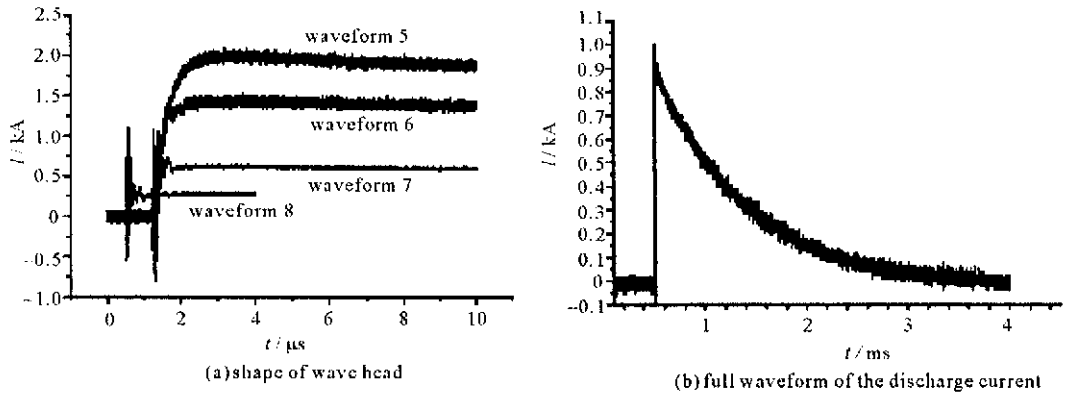 2.5
2.0
1.5
1.0
0.5
0
-0.5
-1.0
I/kA
waveform 5
waveform 6
waveform 7
waveform 8
0 2 4 6 8 10
t/μs
(a)shape of wave head
1.1
1.0
0.9
0.8
0.7
0.6
0.5
0.4
0.3
0.2
0.1
0
-0.1
I/kA
1 2 3 4
t/ms
(b)full waveform of the discharge current